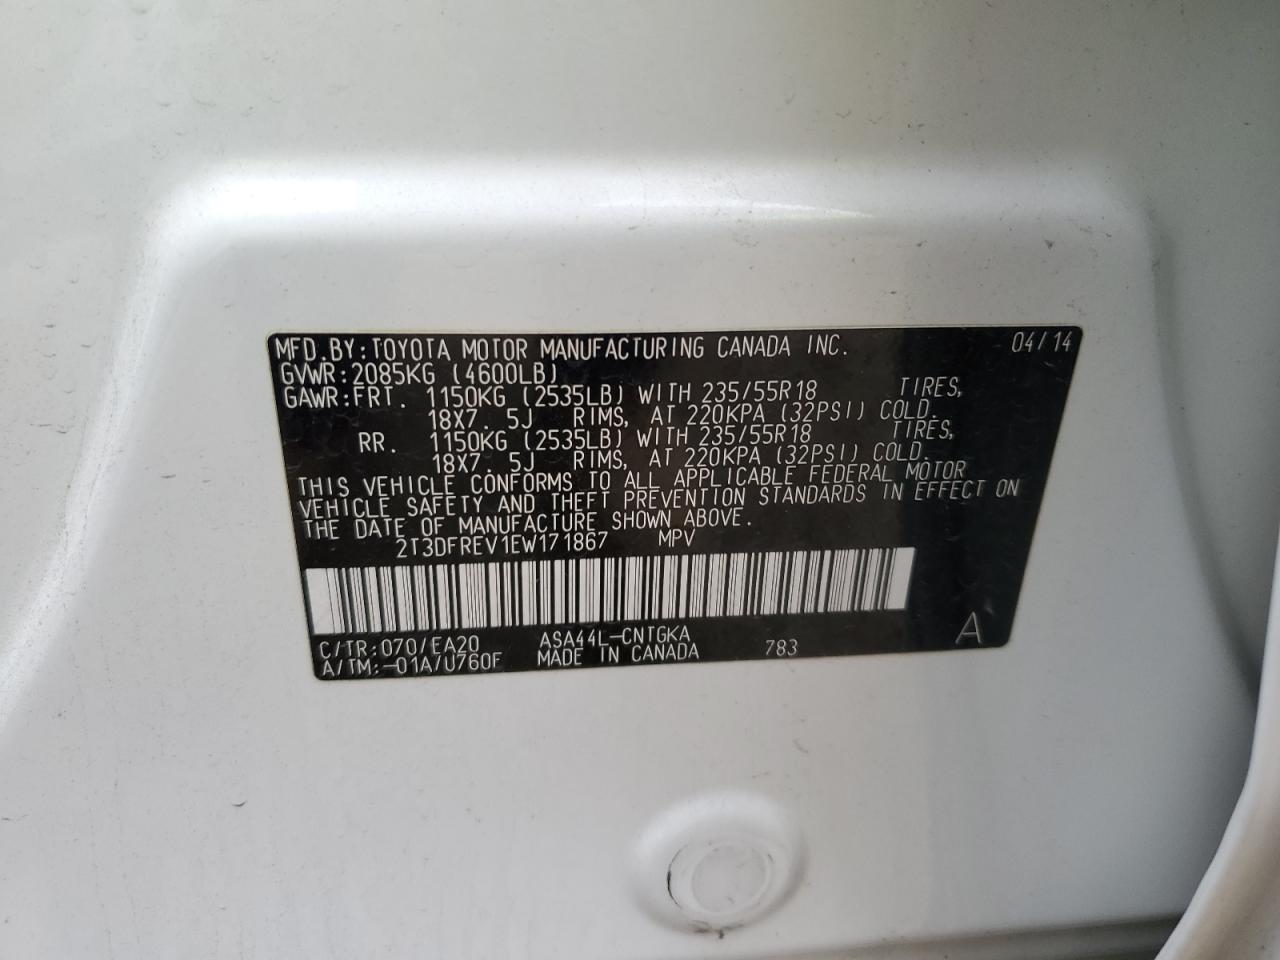 MFD.BY:TOYOTA MOTOR MANUFACTURING CANADA INC. 04/14
GVWR:2085KG (4600LB)
GAWR:FRT. 1150KG (2535LB) WITH 235/55R18 TIRES,
18X7.5J RIMS, AT 220KPA (32PSI) COLD.
RR. 1150KG (2535LB) WITH 235/55R18 TIRES,
18X7.5J RIMS, AT 220KPA (32PSI) COLD.
THIS VEHICLE CONFORMS TO ALL APPLICABLE FEDERAL MOTOR
VEHICLE SAFETY AND THEFT PREVENTION STANDARDS IN EFFECT ON
THE DATE OF MANUFACTURE SHOWN ABOVE.
2T3DFREV1EW171867 MPV
C/TR:070/EA20 ASA44L-CNTGKA 783 A
A/TM:-01A/U760F MADE IN CANADA